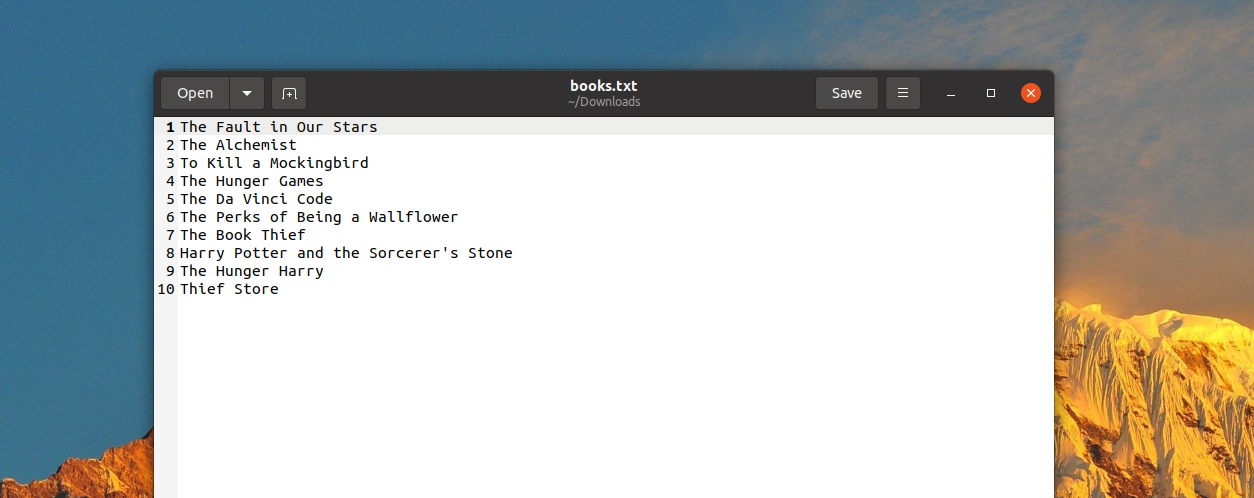 Open
books.txt
~/Downloads
Save
1 The Fault in Our Stars
2 The Alchemist
3 To Kill a Mockingbird
4 The Hunger Games
5 The Da Vinci Code
6 The Perks of Being a Wallflower
7 The Book Thief
8 Harry Potter and the Sorcerer's Stone
9 The Hunger Harry
10 Thief Store